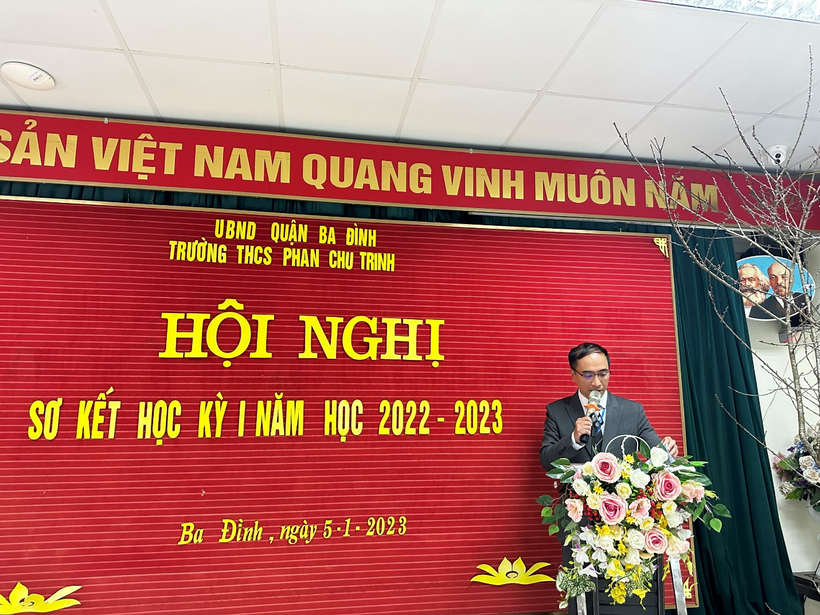 SẢN VIỆT NAM QUANG VINH MUÔN NĂM
UBND QUẬN BA ĐÌNH
TRƯỜNG THCS PHAN CHU TRINH
HỘI NGHỊ
SƠ KẾT HỌC KỲ I NĂM HỌC 2022 - 2023
Ba Đình, ngày 5-1-2023